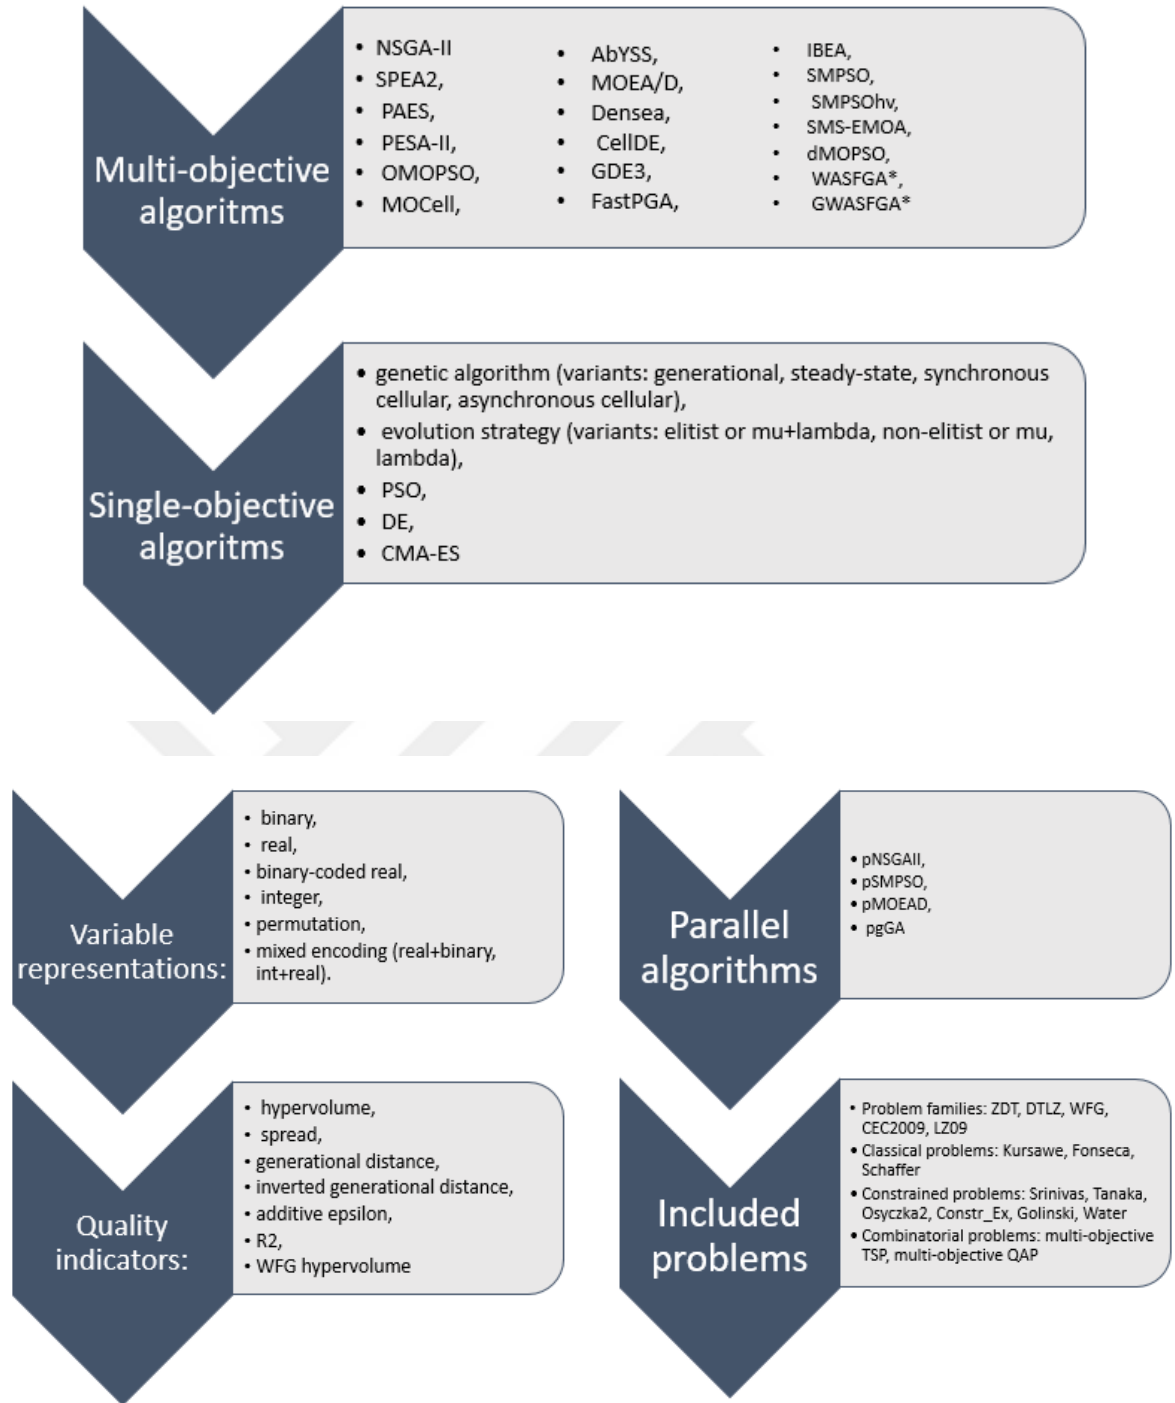 Multi-objective
algoritms
• NSGA-II
• SPEA2,
• PAES,
• PESA-II,
• OMOPSO,
• MOCell,
• AbYSS,
• MOEA/D,
• Densea,
• CellDE,
• GDE3,
• FastPGA,
• IBEA,
• SMPSO,
• SMPSOhv,
• SMS-EMOA,
• dMOPSO,
• WASFGA*,
• GWASFGA*
Single-objective
algoritms
• genetic algorithm (variants: generational, steady-state, synchronous
cellular, asynchronous cellular),
• evolution strategy (variants: elitist or mu+lambda, non-elitist or mu,
lambda),
• PSO,
• DE,
• CMA-ES
Variable
representations:
• binary,
• real,
• binary-coded real,
• integer,
• permutation,
• mixed encoding (real+binary,
int+real).
Parallel
algorithms
• pNSGAII,
• pSMPSO,
• pMOEAD,
• pgGA
Quality
indicators:
• hypervolume,
• spread,
• generational distance,
• inverted generational distance,
• additive epsilon,
• R2,
• WFG hypervolume
Included
problems
• Problem families: ZDT, DTLZ, WFG,
CEC2009, LZ09
• Classical problems: Kursawe, Fonseca,
Schaffer
• Constrained problems: Srinivas, Tanaka,
Osyczka2, Constr_Ex, Golinski, Water
• Combinatorial problems: multi-objective
TSP, multi-objective QAP